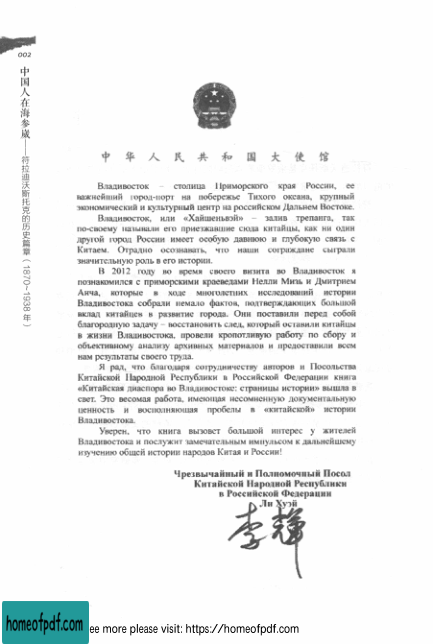 002
中国人在海参崴——符拉迪沃斯托克的历史篇章（1870~1938年）
中华人民共和国大使馆
Владивосток – столица Приморского края России, ее
важнейший город-порт на побережье Тихого океана, крупный
экономический и культурный центр на российском Дальнем Востоке.
Владивосток, или «Хайшеньвэй» – залив трепанга, так
по-своему называли его приезжавшие сюда китайцы, как ни один
другой город России имеет особую давнюю и глубокую связь с
Китаем. Отрадно осознавать, что наши сограждане сыграли
значительную роль в его истории.
В 2012 году во время своего визита во Владивосток я
познакомился с приморскими краеведами Нелли Мизь и Дмитрием
Анча, которые в ходе многолетних исследований истории
Владивостока собрали немало фактов, подтверждающих большой
вклад китайцев в развитие города. Они поставили перед собой
благородную задачу – восстановить след, который оставили китайцы
в жизни Владивостока, провели кропотливую работу по сбору и
объективному анализу архивных материалов и предоставили всем
нам результаты своего труда.
Я рад, что благодаря сотрудничеству авторов и Посольства
Китайской Народной Республики в Российской Федерации книга
«Китайская диаспора во Владивостоке: страницы истории» вышла в
свет. Это весомая работа, имеющая несомненную документальную
ценность и восполняющая пробелы в «китайской» истории
Владивостока.
Уверен, что книга вызовет большой интерес у жителей
Владивостока и послужит замечательным импульсом к дальнейшему
изучению общей истории народов Китая и России!
Чрезвычайный и Полномочный Посол
Китайской Народной Республики
в Российской Федерации
Ли Хуэй
李辉
homeofpdf.com
ee more please visit: https://homeofpdf.com